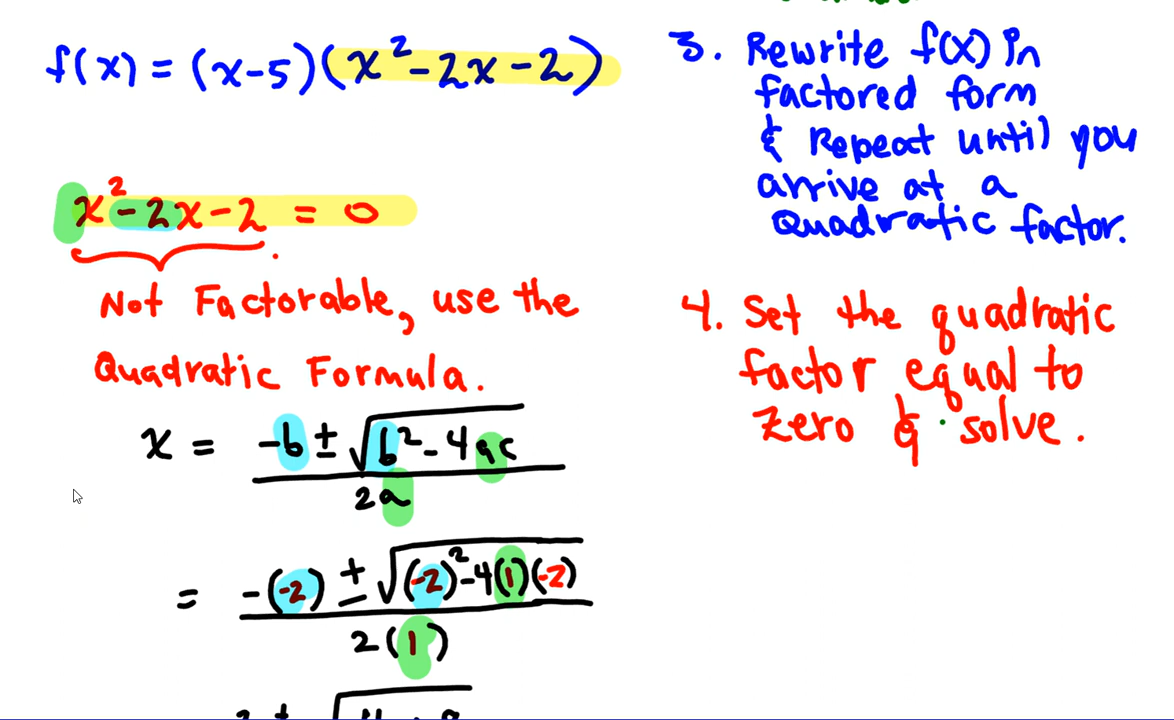 f(x) = (x-5)(x²-2x-2)
x²-2x-2 = 0
Not Factorable, use the
Quadratic Formula.
x = -b ± √b²-4ac
2a
= -(-2) ± √(-2)²-4(1)(-2)
2(1)
3. Rewrite f(x) in
factored form
& Repeat until you
arrive at a
Quadratic factor.
4. Set the quadratic
factor equal to
zero & solve.